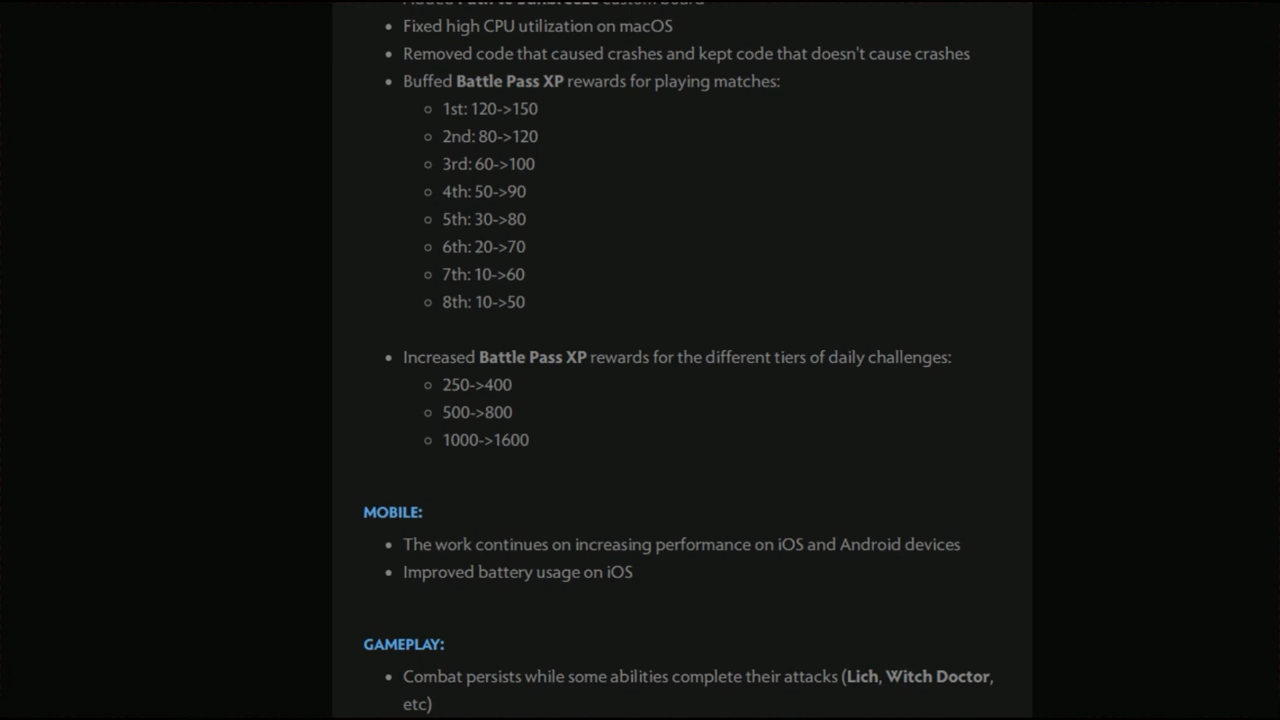 Fixed high CPU utilization on macOS
Removed code that caused crashes and kept code that doesn't cause crashes
Buffed Battle Pass XP rewards for playing matches:
1st: 120->150
2nd: 80->120
3rd: 60->100
4th: 50->90
5th: 30->80
6th: 20->70
7th: 10->60
8th: 10->50
Increased Battle Pass XP rewards for the different tiers of daily challenges:
250->400
500->800
1000->1600
MOBILE:
The work continues on increasing performance on iOS and Android devices
Improved battery usage on iOS
GAMEPLAY:
Combat persists while some abilities complete their attacks (Lich, Witch Doctor,
etc)